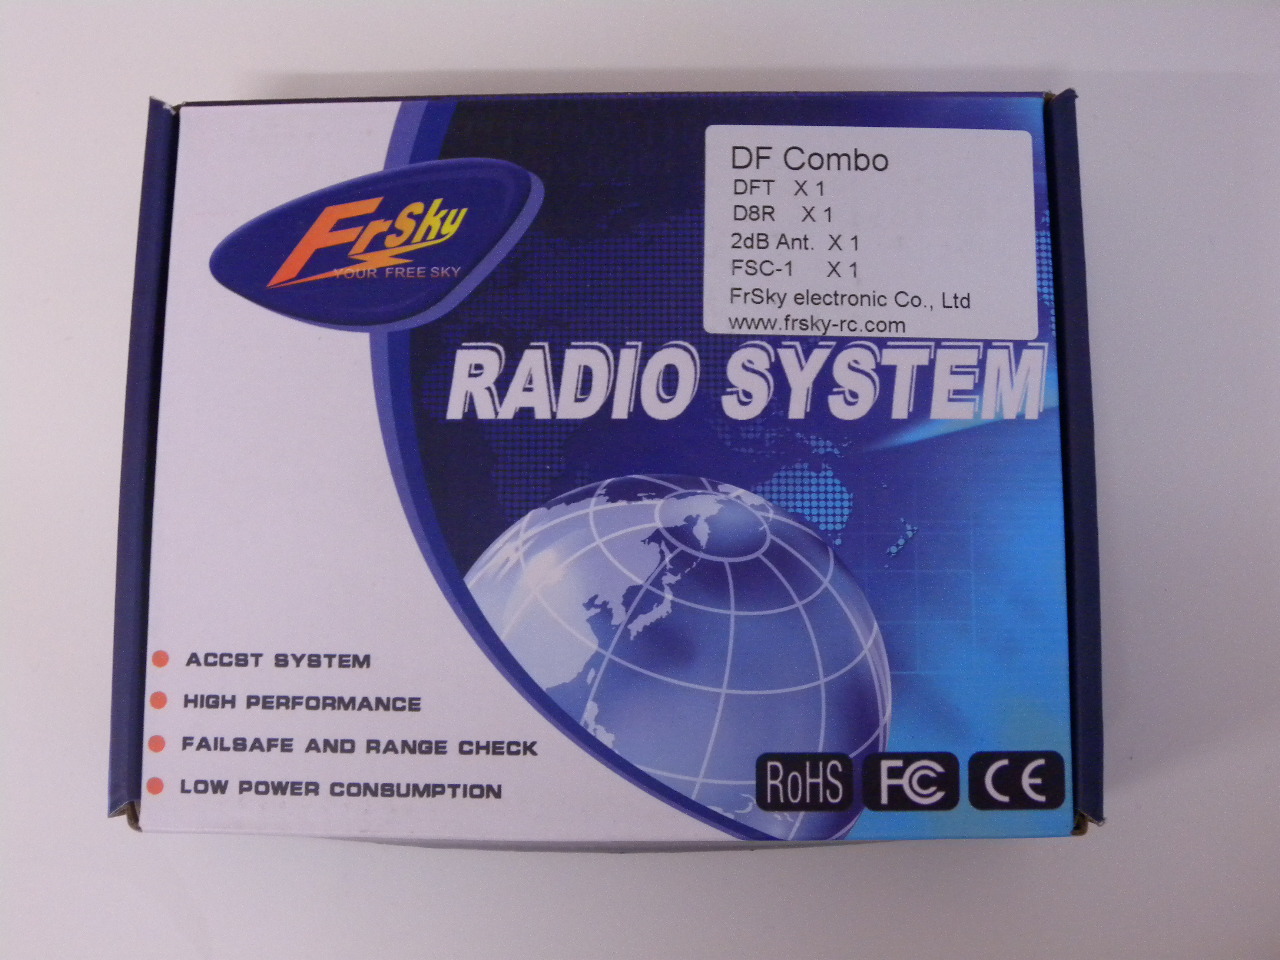 FrSky
YOUR FREE SKY
DF Combo
DFT X 1
D8R X 1
2dB Ant. X 1
FSC-1 X 1
FrSky electronic Co., Ltd
www.frsky-rc.com
RADIO SYSTEM
ACCST SYSTEM
HIGH PERFORMANCE
FAILSAFE AND RANGE CHECK
LOW POWER CONSUMPTION
RoHS FC CE